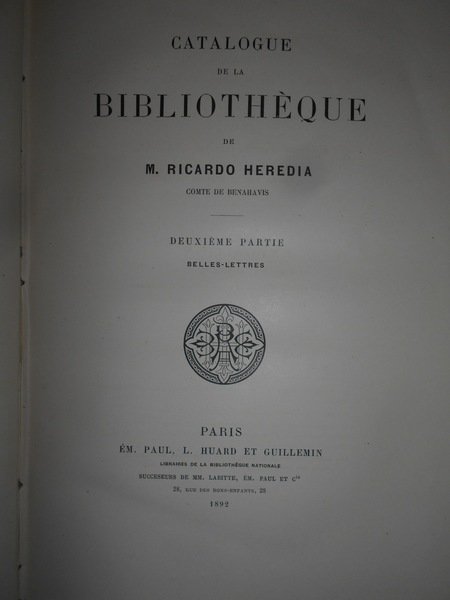 CATALOGUE
DE LA
BIBLIOTHÈQUE
DE
M. RICARDO HEREDIA
COMTE DE BENAHAVIS
DEUXIÈME PARTIE
BELLES-LETTRES
PARIS
ÉM. PAUL, L. HUARD ET GUILLEMIN
LIBRAIRES DE LA BIBLIOTHÈQUE NATIONALE
SUCCESEURS DE MM. LABITTE, ÉM. PAUL ET Cie
28, RUE DES BONS-ENFANTS, 28
1892